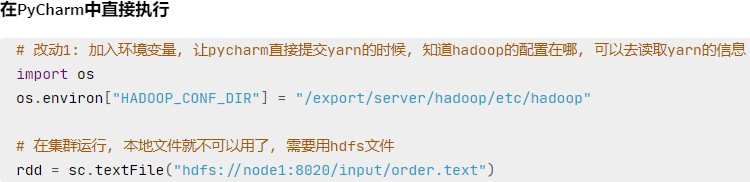 在PyCharm中直接执行
# 改动1: 加入环境变量, 让pycharm直接提交yarn的时候, 知道hadoop的配置在哪, 可以去读取yarn的信息
import os
os.environ["HADOOP_CONF_DIR"] = "/export/server/hadoop/etc/hadoop"
# 在集群运行, 本地文件就不可以用了, 需要用hdfs文件
rdd = sc.textFile("hdfs://node1:8020/input/order.text")